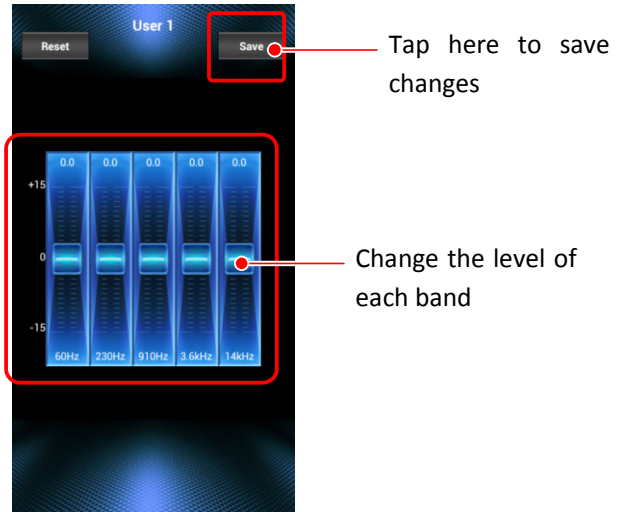 User 1
Reset
Save
Tap here to save
changes
0.0 0.0 0.0 0.0 0.0
+15
0
-15
60Hz 230Hz 910Hz 3.6kHz 14kHz
Change the level of
each band